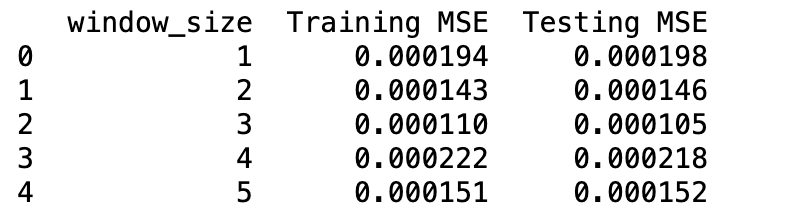 window_size Training MSE Testing MSE
0 1 0.000194 0.000198
1 2 0.000143 0.000146
2 3 0.000110 0.000105
3 4 0.000222 0.000218
4 5 0.000151 0.000152